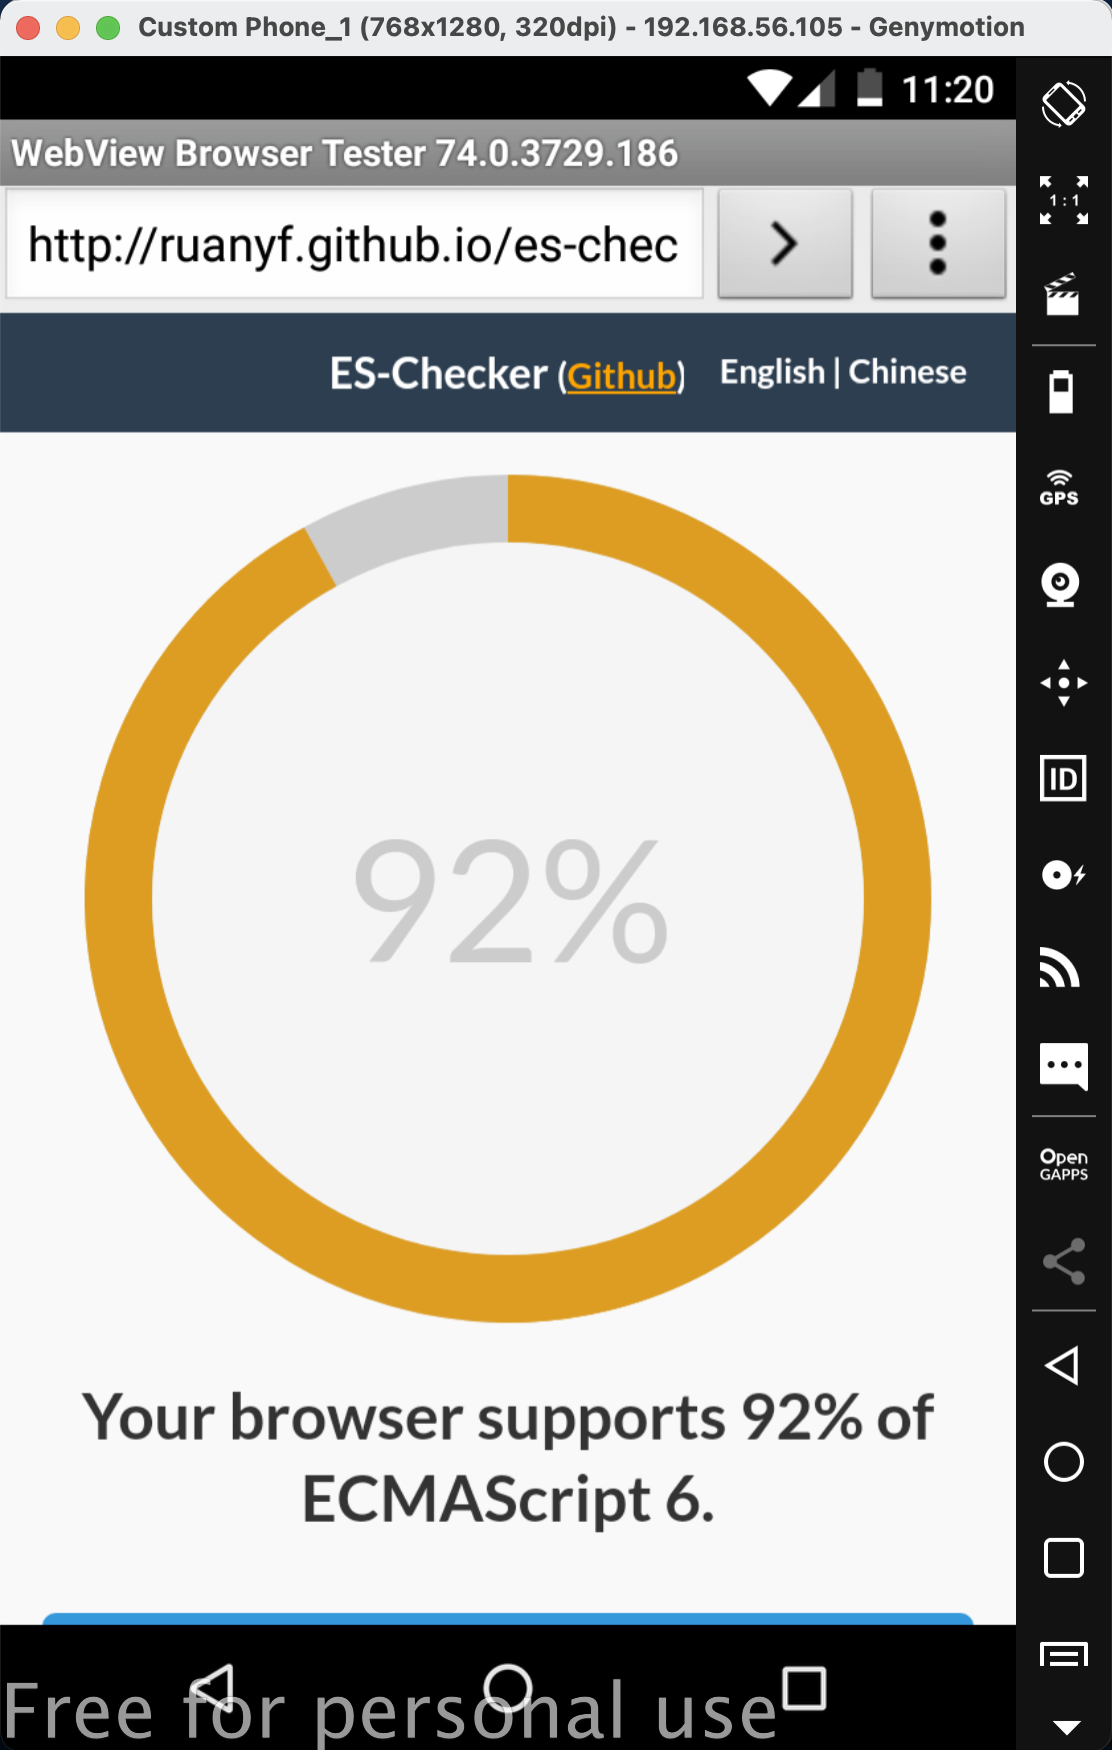 Custom Phone_1 (768x1280, 320dpi) - 192.168.56.105 - Genymotion
11:20
WebView Browser Tester 74.0.3729.186
http://ruanyf.github.io/es-chec
ES-Checker (Github) English | Chinese
92%
Your browser supports 92% of
ECMAScript 6.
Free for personal use
1 : 1
GPS
ID
Open
GAPPS